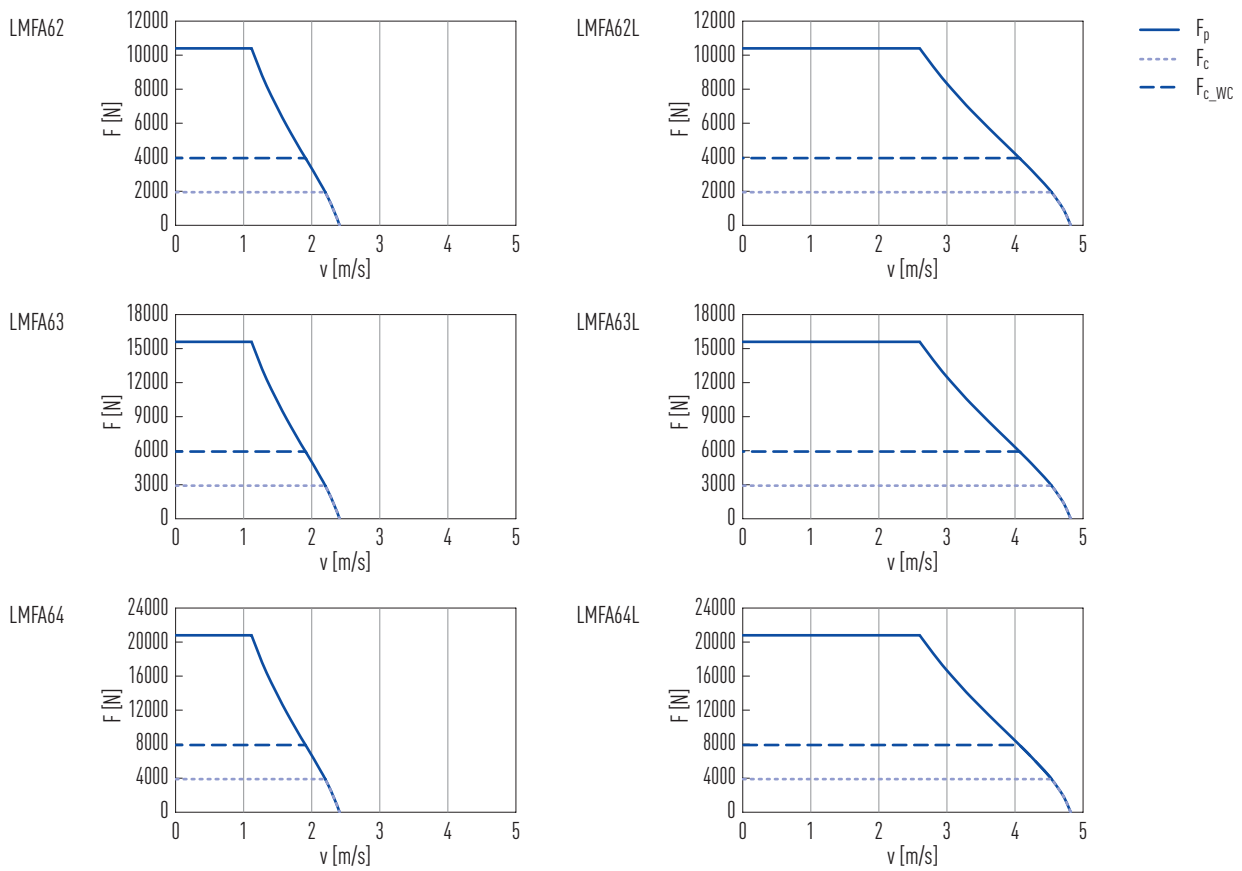 LMFA62
F [N]
12000
10000
8000
6000
4000
2000
0
0 1 2 3 4 5
v [m/s]
LMFA62L
F [N]
12000
10000
8000
6000
4000
2000
0
0 1 2 3 4 5
v [m/s]
Fp
Fc
Fc_WC
LMFA63
F [N]
18000
15000
12000
9000
6000
3000
0
0 1 2 3 4 5
v [m/s]
LMFA63L
F [N]
18000
15000
12000
9000
6000
3000
0
0 1 2 3 4 5
v [m/s]
LMFA64
F [N]
24000
20000
16000
12000
8000
4000
0
0 1 2 3 4 5
v [m/s]
LMFA64L
F [N]
24000
20000
16000
12000
8000
4000
0
0 1 2 3 4 5
v [m/s]